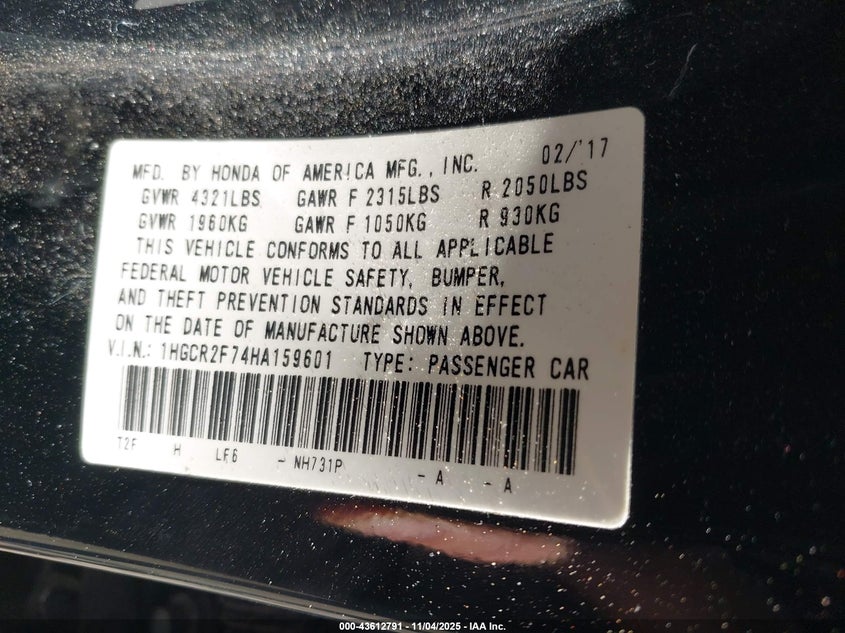 MFD. BY HONDA OF AMERICA MFG., INC. 02/'17
GVWR 4321LBS GAWR F 2315LBS R 2050LBS
GVWR 1960KG GAWR F 1050KG R 930KG
THIS VEHICLE CONFORMS TO ALL APPLICABLE
FEDERAL MOTOR VEHICLE SAFETY, BUMPER,
AND THEFT PREVENTION STANDARDS IN EFFECT
ON THE DATE OF MANUFACTURE SHOWN ABOVE.
V.I.N.: 1HGCR2F74HA159601 TYPE: PASSENGER CAR
T2F H LF6 - NH731P - A - A
000-43612791 - 11/04/2025 - IAA Inc.